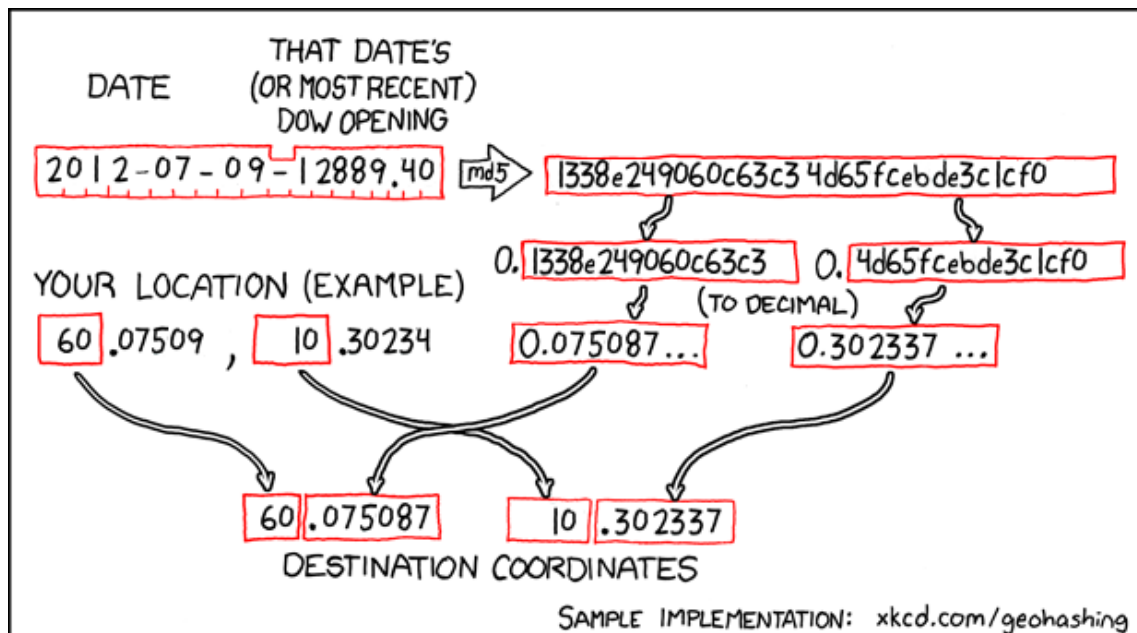 DATE
THAT DATE'S
(OR MOST RECENT)
DOW OPENING
2012-07-09-12889.40
md5
1338e249060c63c34d65fcebde3c1cf0
0.1338e249060c63c3
0.4d65fcebde3c1cf0
(TO DECIMAL)
0.075087...
0.302337...
YOUR LOCATION (EXAMPLE)
60.07509, 10.30234
60.075087 10.302337
DESTINATION COORDINATES
SAMPLE IMPLEMENTATION: xkcd.com/geohashing